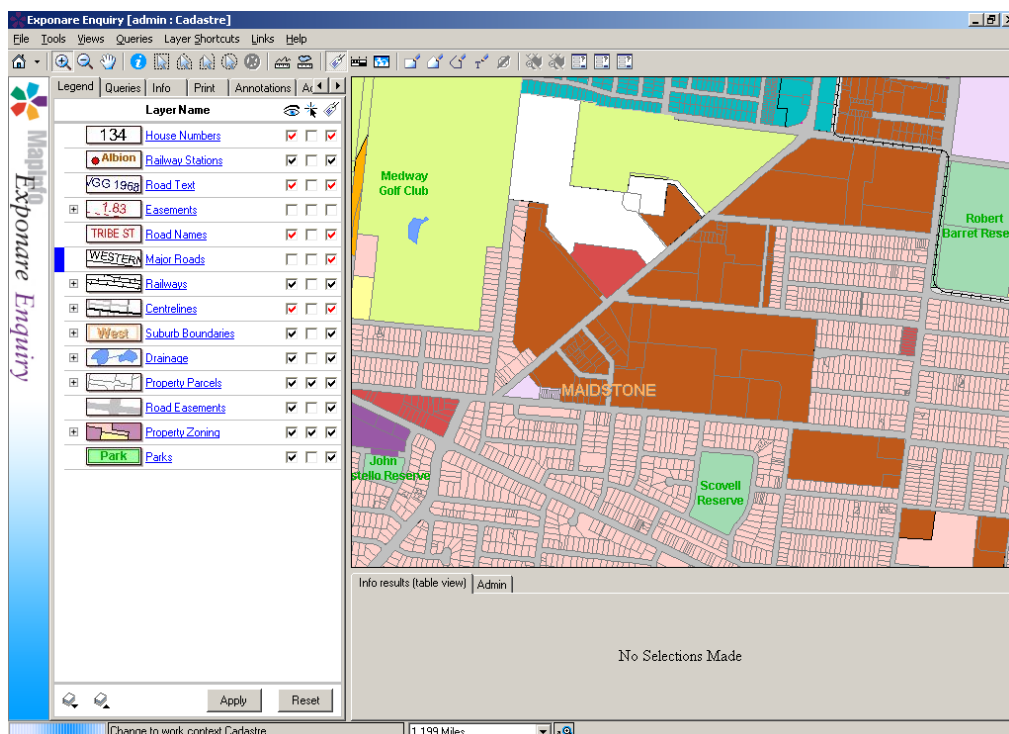 Exponare Enquiry [admin : Cadastre]
File Tools Views Queries Layer Shortcuts Links Help
MapInfo
Exponare Enquiry
Legend Queries Info Print Annotations
Layer Name
134 House Numbers
Albion Railway Stations
VGG 1968 Road Text
1.83 Easements
TRIBE ST Road Names
WESTERN Major Roads
Railways
Centrelines
West Suburb Boundaries
Drainage
Property Parcels
Road Easements
Property Zoning
Park Parks
Apply Reset
Medway
Golf Club
Robert
Barret Rese
MAIDSTONE
John
stello Reserve
Scovell
Reserve
Info results (table view) Admin
No Selections Made
Change to work context Cadastre
1.199 Miles